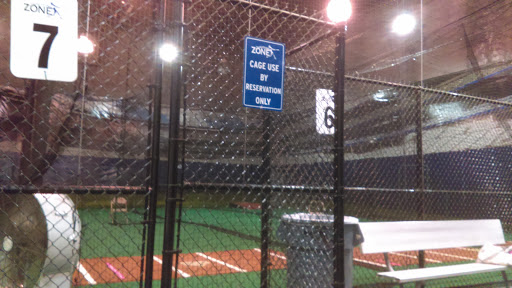 ZONE
7
ZONE
CAGE USE
BY
RESERVATION
ONLY
6